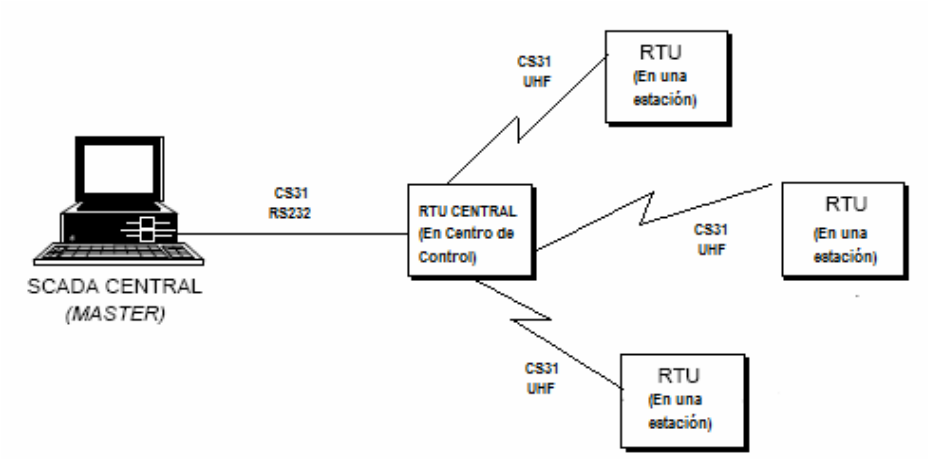 CS31
UHF
RTU
(En una
estación)
CS31
RS232
RTU CENTRAL
(En Centro de
Control)
CS31
UHF
RTU
(En una
estación)
SCADA CENTRAL
(MASTER)
CS31
UHF
RTU
(En una
estación)